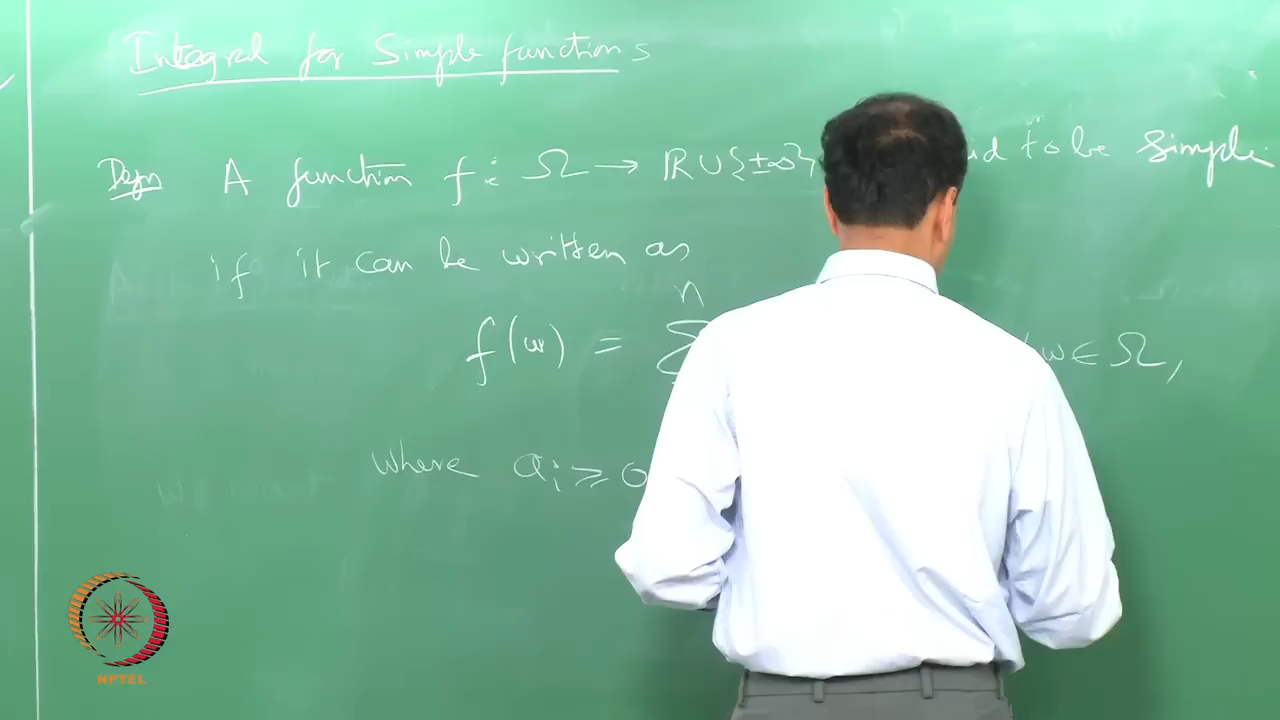 Integral for Simple functions
Defn A function f : Ω → ℝ ∪ {±∞} id to be simple
if it can be written as
n
f(ω) = Σ ω ∈ Ω,
where aᵢ ≥ 0
NPTEL